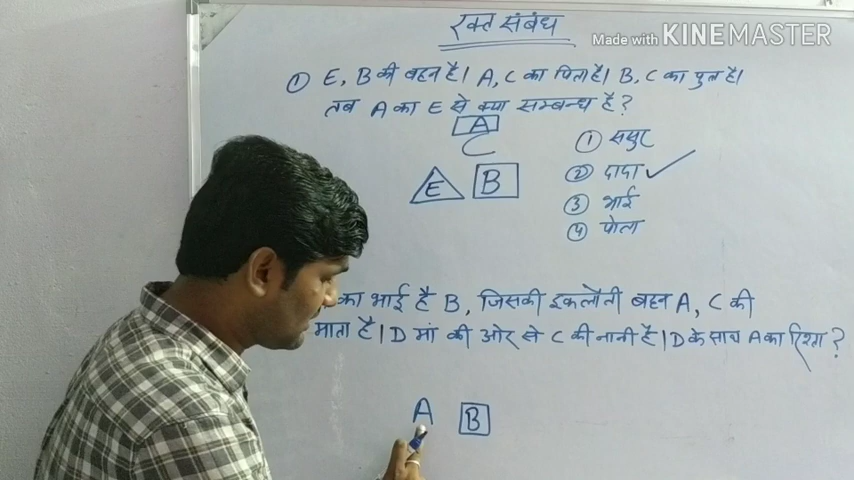 रक्त संबंध
Made with KINEMASTER
① E, B की बहन है। A, C का पिता है। B, C का पुत्र है।
तब A का E से क्या सम्बन्ध है?
A
C
E B
① ससुर
② दादा ✓
③ भाई
④ पोता
का भाई है B, जिसकी इकलौती बहन A, C की
माता है। D मां की ओर से C की नानी है। D के साथ A का रिश्ता?
A B